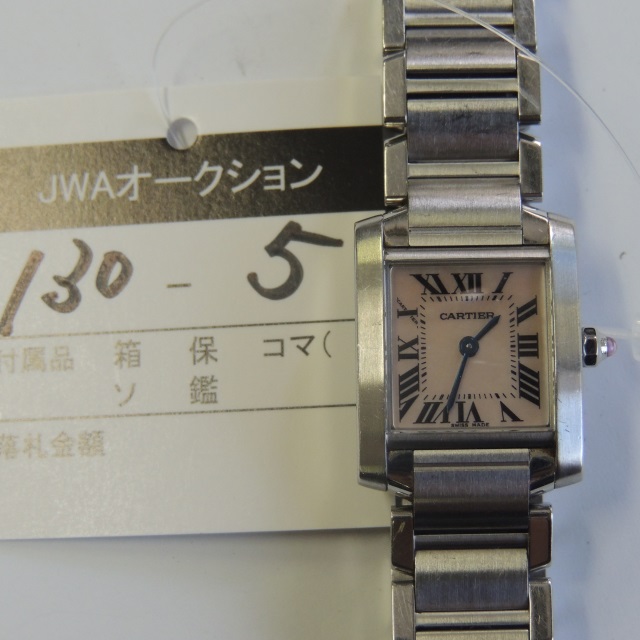 JWAオークション
130-5
付属品 箱 保 コマ(
ソ 鑑
落札金額
XII
CARTIER
SWISS MADE